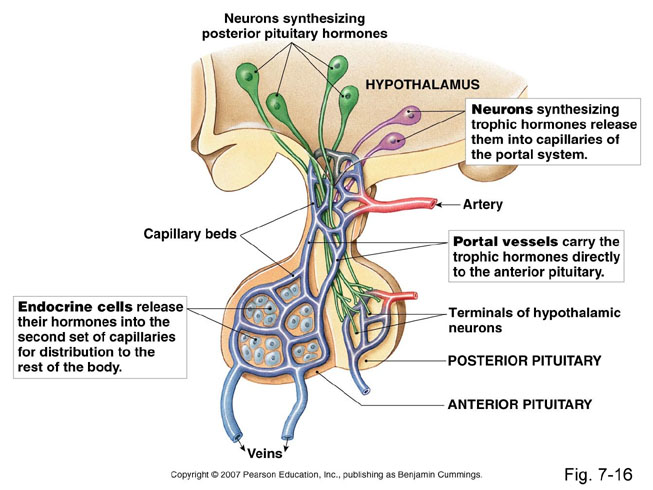 Neurons synthesizing
posterior pituitary hormones
HYPOTHALAMUS
Neurons synthesizing
trophic hormones release
them into capillaries of
the portal system.
Artery
Capillary beds
Portal vessels carry the
trophic hormones directly
to the anterior pituitary.
Endocrine cells release
their hormones into the
second set of capillaries
for distribution to the
rest of the body.
Terminals of hypothalamic
neurons
POSTERIOR PITUITARY
ANTERIOR PITUITARY
Veins
Copyright © 2007 Pearson Education, Inc., publishing as Benjamin Cummings.
Fig. 7-16